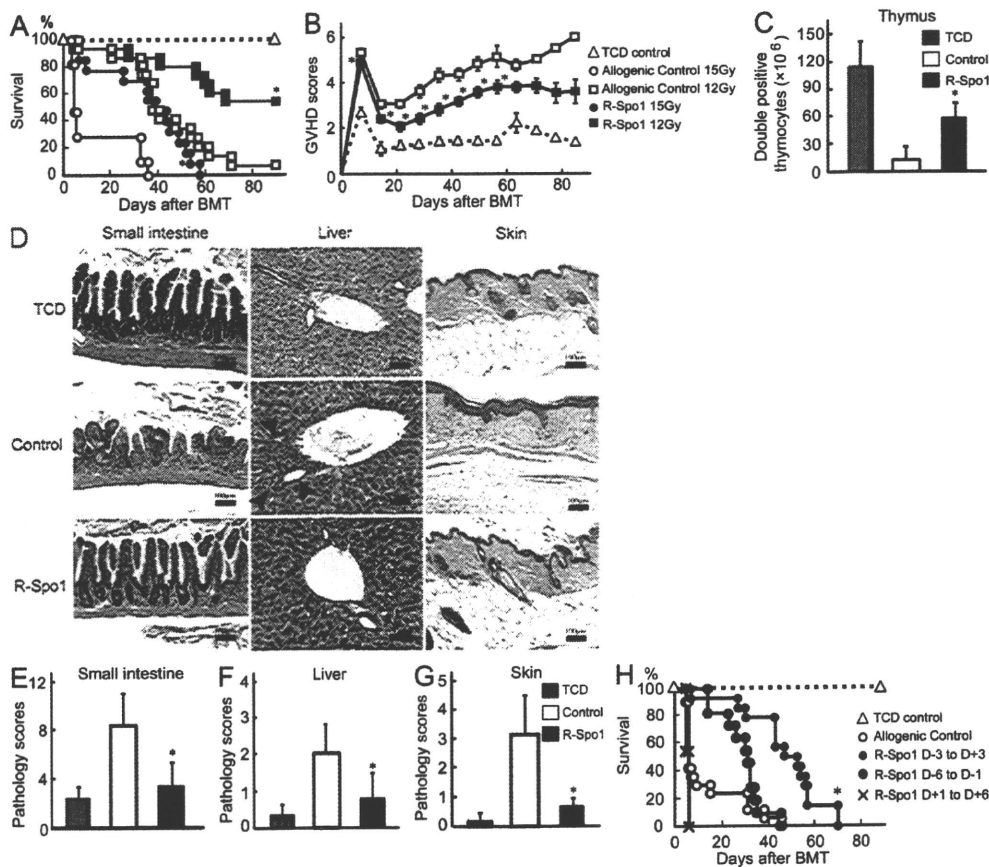 A
%
100
80
60
40
20
0
Survival
0 20 40 60 80
Days after BMT
B
8
6
4
2
0
GVHD scores
0 20 40 60 80
Days after BMT
TCD control
Allogenic Control 15Gy
Allogenic Control 12Gy
R-Spo1 15Gy
R-Spo1 12Gy
C
Thymus
150
120
90
60
30
0
Double positive
thymocytes (×10⁶)
TCD
Control
R-Spo1
*
D
Small intestine Liver Skin
TCD
Control
R-Spo1
E
Small intestine
12
8
4
0
Pathology scores
*
F
Liver
3
2
1
0
Pathology scores
*
G
Skin
5
4
3
2
1
0
Pathology scores
*
TCD
Control
R-Spo1
H
%
100
80
60
40
20
0
Survival
*
0 20 40 60 80
Days after BMT
TCD control
Allogenic Control
R-Spo1 D-3 to D+3
R-Spo1 D-6 to D-1
R-Spo1 D+1 to D+6